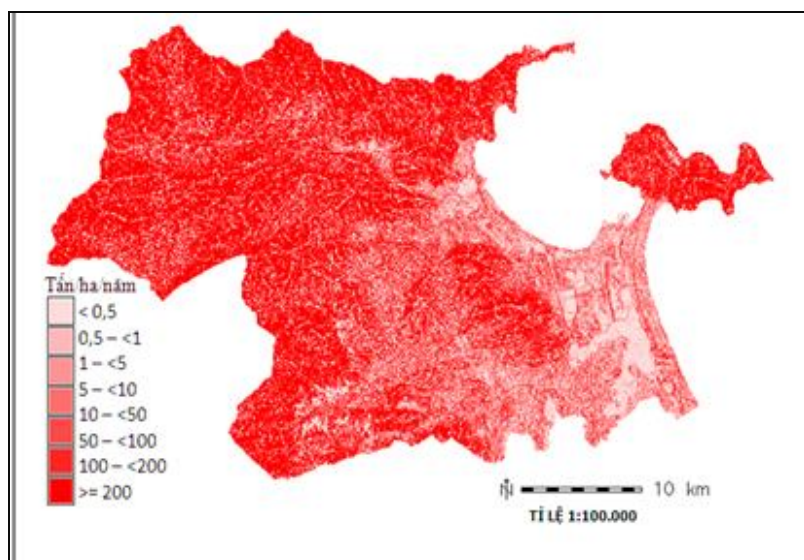 Tấn/ha/năm
< 0,5
0,5 – <1
1 – <5
5 – <10
10 – <50
50 – <100
100 – <200
>= 200
10 km
TỈ LỆ 1:100.000